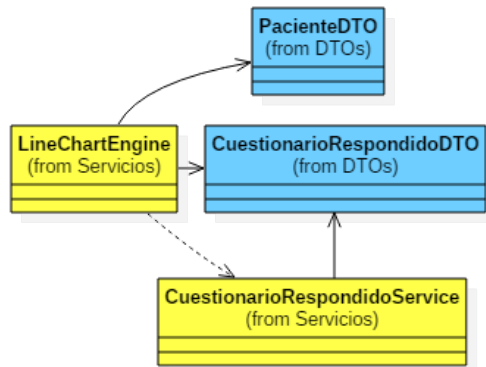 PacienteDTO
(from DTOs)
LineChartEngine
(from Servicios)
CuestionarioRespondidoDTO
(from DTOs)
CuestionarioRespondidoService
(from Servicios)